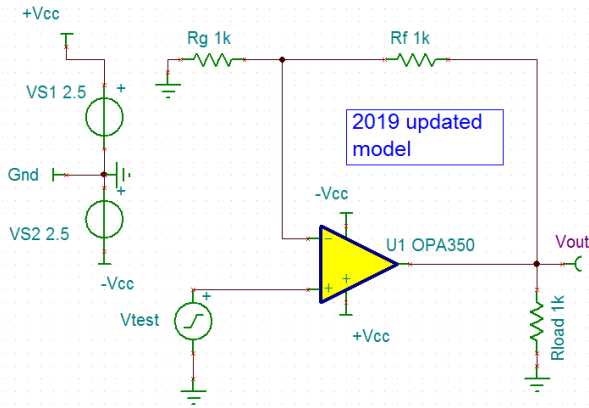 +Vcc
Rg 1k
Rf 1k
VS1 2.5
+
2019 updated
model
Gnd
+
-Vcc
VS2 2.5
U1 OPA350
Vout
-Vcc
−
+
+
+
Vtest
+Vcc
Rload 1k